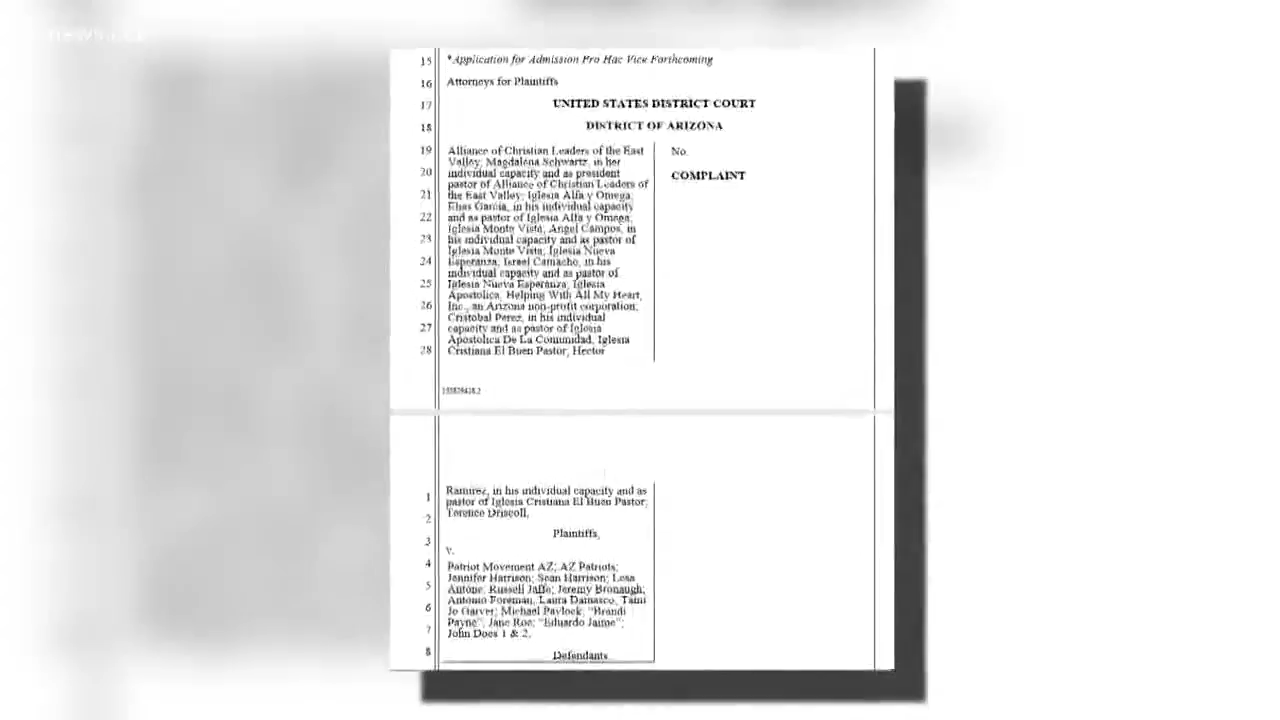 15 *Application for Admission Pro Hac Vice Forthcoming
16 Attorneys for Plaintiffs
17 UNITED STATES DISTRICT COURT
18 DISTRICT OF ARIZONA
19 Alliance of Christian Leaders of the East
Valley; Magdalena Schwartz, in her
20 individual capacity and as president
pastor of Alliance of Christian Leaders of
21 the East Valley; Iglesia Alfa y Omega;
Elias Garcia, in his individual capacity
22 and as pastor of Iglesia Alfa y Omega;
Iglesia Monte Vista; Angel Campos, in
23 his individual capacity and as pastor of
Iglesia Monte Vista; Iglesia Nueva
24 Esperanza; Israel Camacho, in his
individual capacity and as pastor of
25 Iglesia Nueva Esperanza; Iglesia
Apostolica; Helping With All My Heart,
26 Inc., an Arizona non-profit corporation;
Cristobal Perez, in his individual
27 capacity and as pastor of Iglesia
Apostolica De La Comunidad; Iglesia
28 Cristiana El Buen Pastor; Hector
No.
COMPLAINT
1 Ramirez, in his individual capacity and as
pastor of Iglesia Cristiana El Buen Pastor;
2 Terence Driscoll,
Plaintiffs,
3 v.
4 Patriot Movement AZ; AZ Patriots;
Jennifer Harrison; Sean Harrison; Lesa
5 Antone; Russell Jaffe; Jeremy Bronaugh;
Antonio Foreman; Laura Damasco; Tami
6 Jo Garver; Michael Pavlock; "Brandi
Payne"; Jane Roe; "Eduardo Jaime";
7 John Does 1 & 2,
8 Defendants